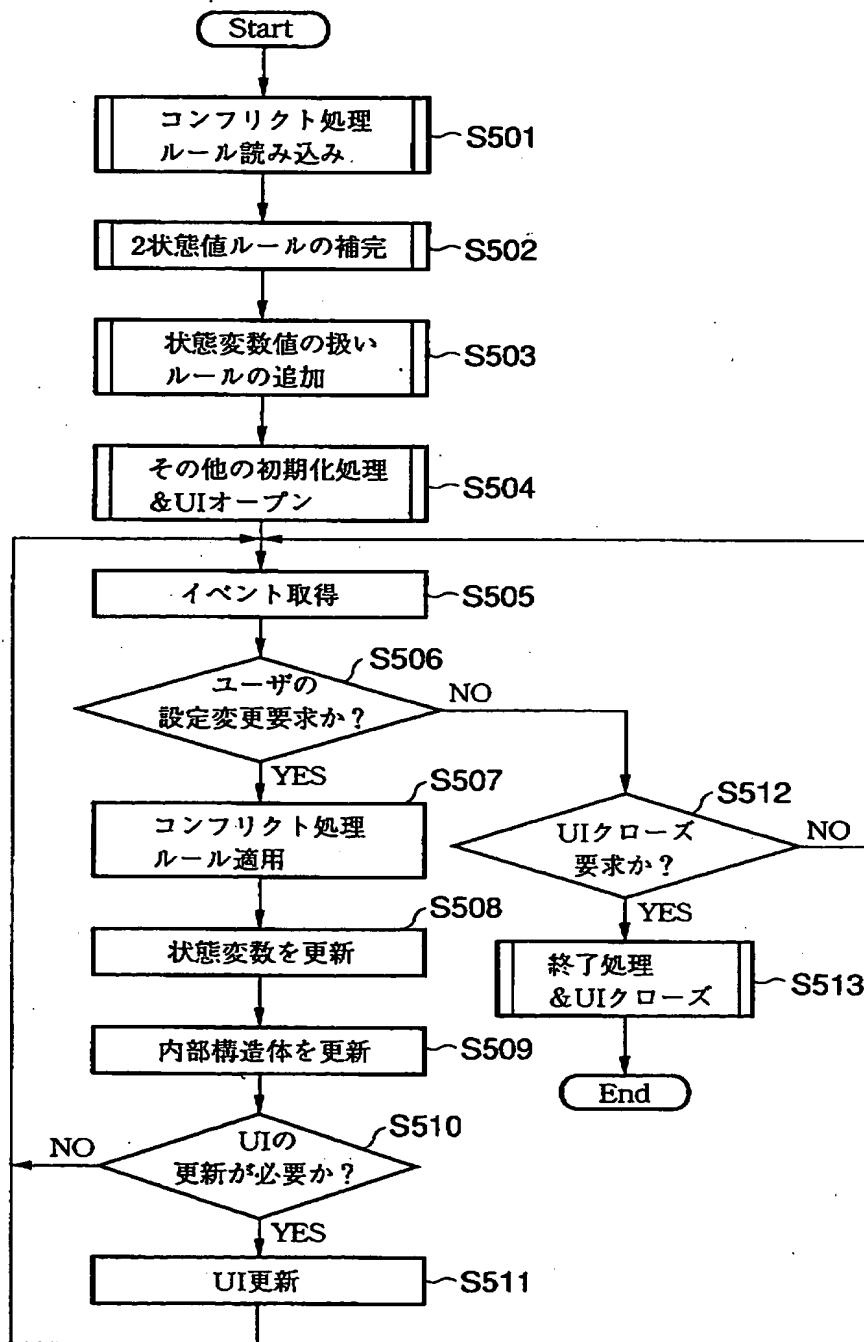 Start
コンフリクト処理
ルール読み込み
S501
2状態値ルールの補完
S502
状態変数値の扱い
ルールの追加
S503
その他の初期化処理
&UIオープン
S504
イベント取得
S505
S506
ユーザの
設定変更要求か?
NO
YES
S507
コンフリクト処理
ルール適用
S512
UIクローズ
要求か?
NO
YES
S508
状態変数を更新
終了処理
&UIクローズ
S513
内部構造体を更新
S509
End
S510
UIの
更新が必要か?
NO
YES
UI更新
S511